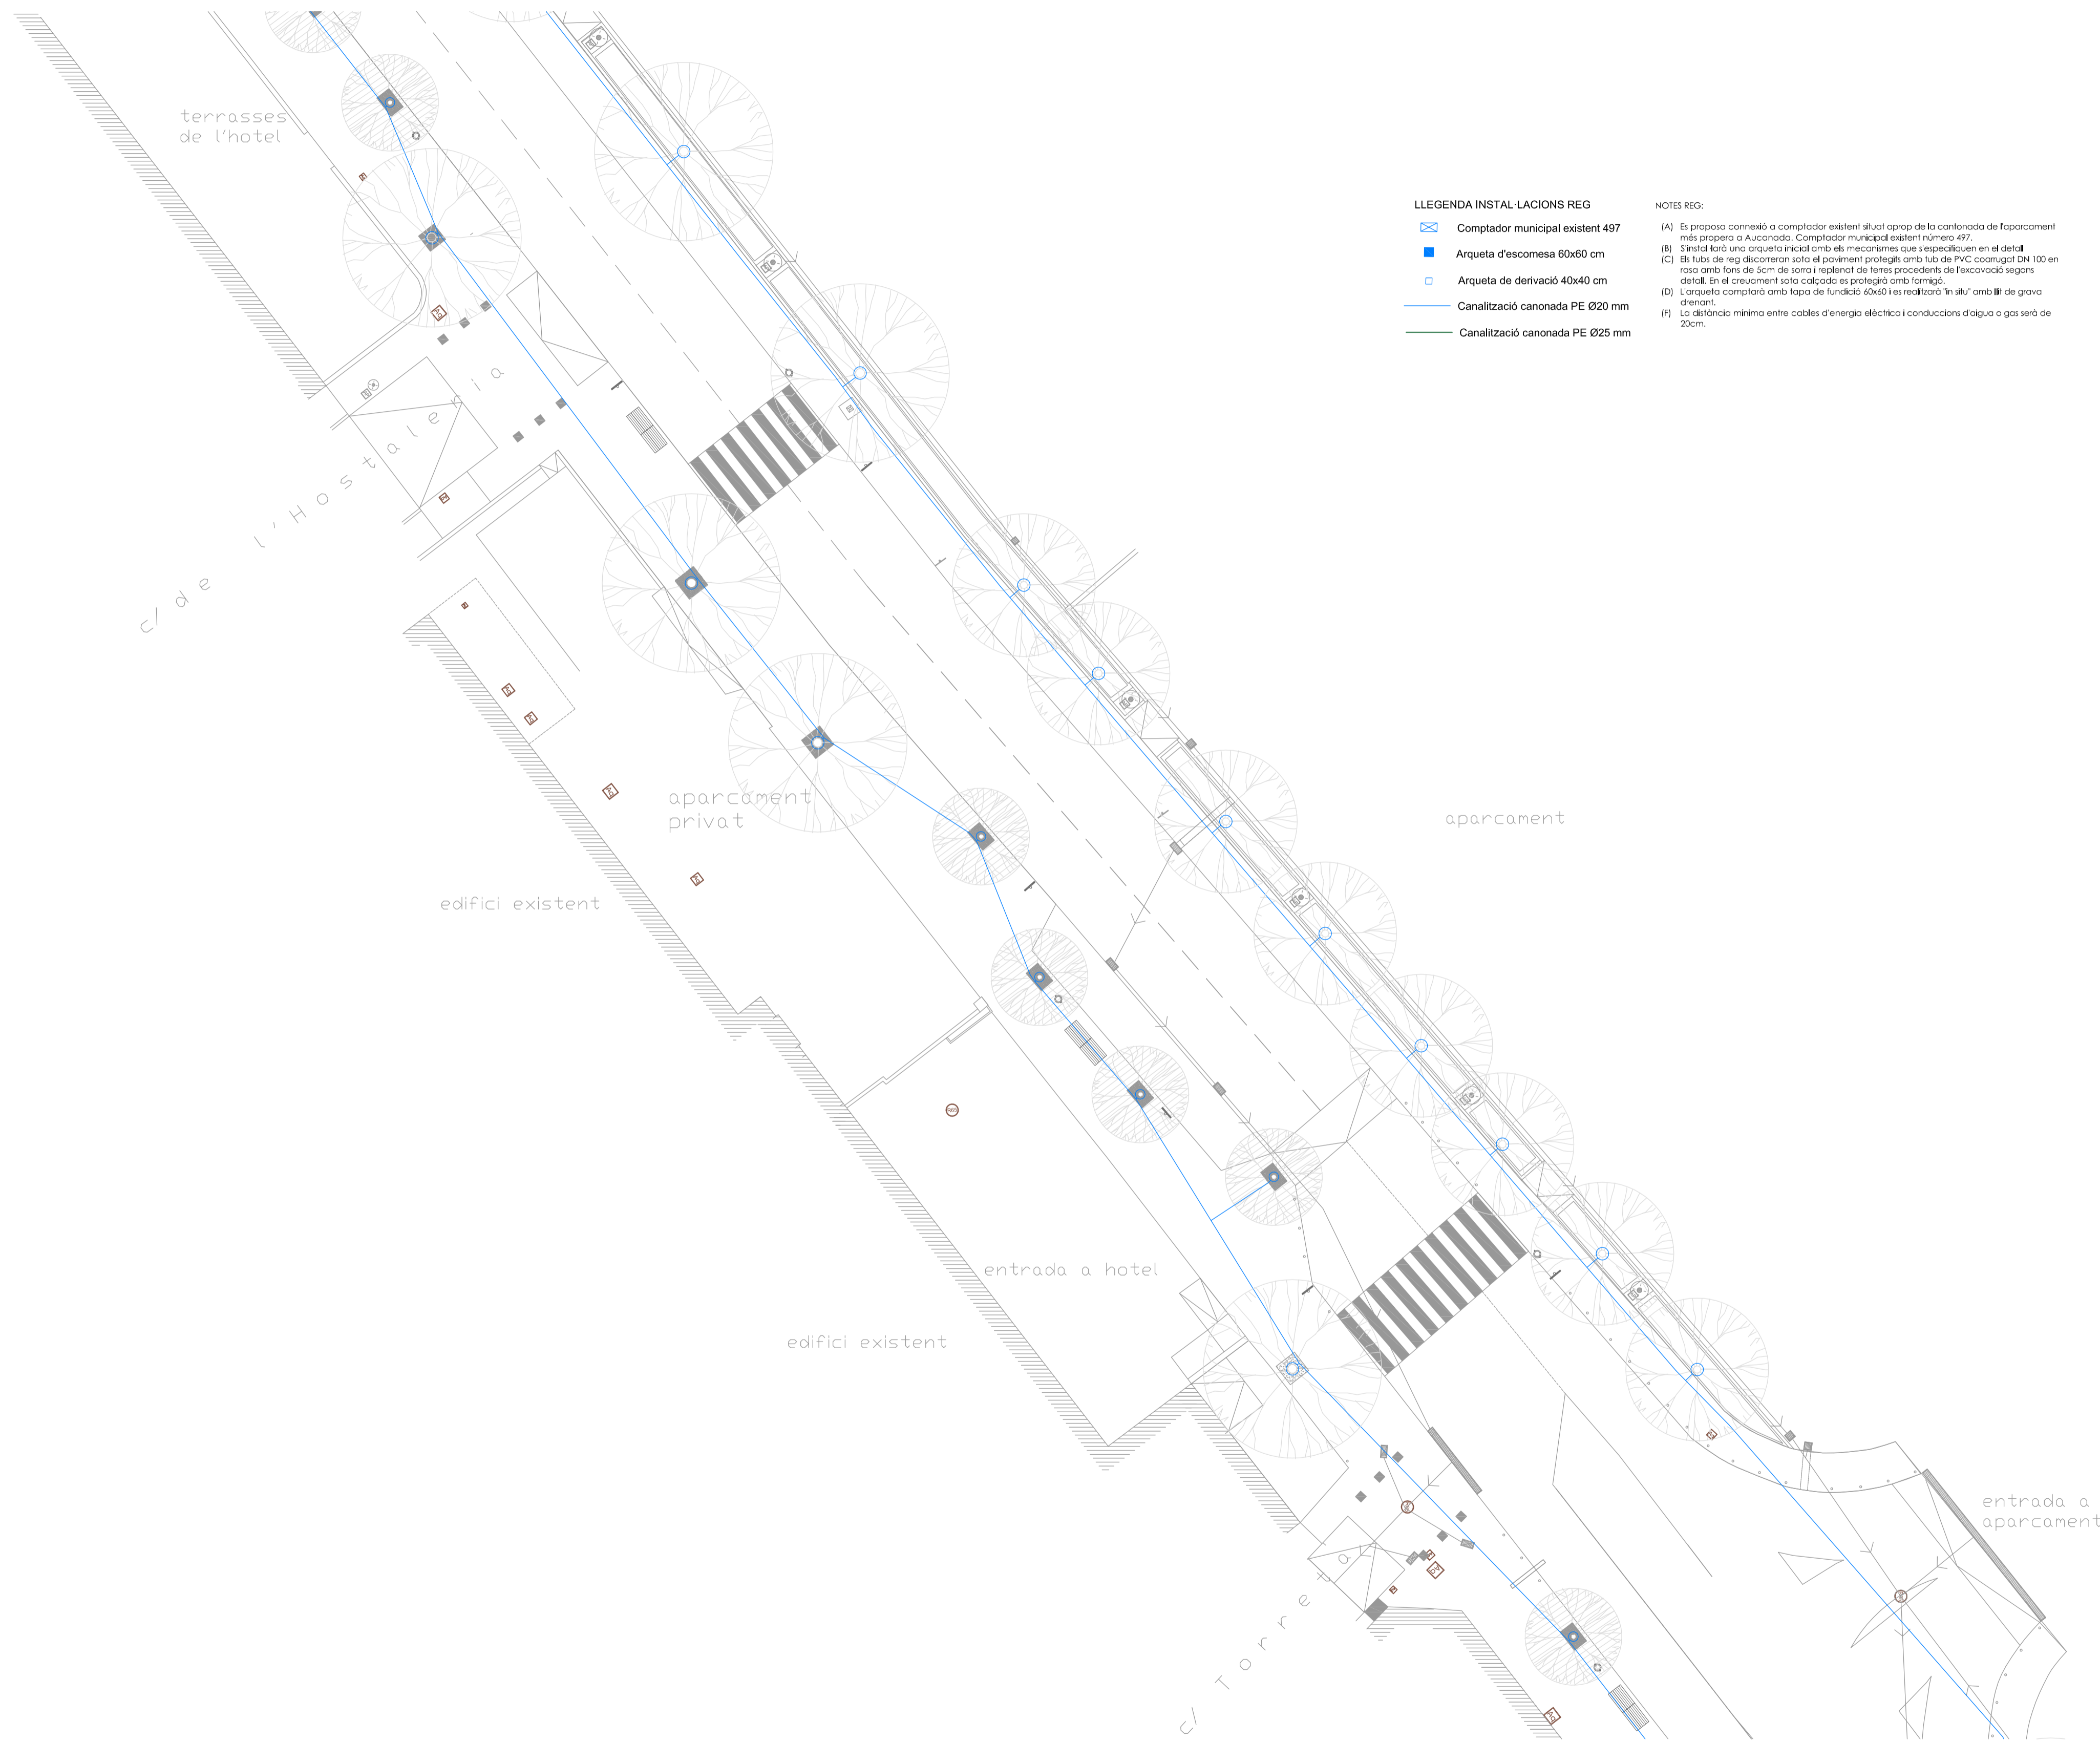 terrasses
de l'hotel
LLEGENDA INSTAL·LACIONS REG
Comptador municipal existent 497
Arqueta d'escomesa 60x60 cm
Arqueta de derivació 40x40 cm
Canalització canonada PE Ø20 mm
Canalització canonada PE Ø25 mm
NOTES REG:
(A) Es proposa connexió a comptador existent situat aprop de la cantonada de l'aparcament
més propera a Aucanada. Comptador municipal existent número 497.
(B) S'instal·larà una arqueta inicial amb els mecanismes que s'especifiquen en el detall
(C) Els tubs de reg discorreran sota el paviment protegits amb tub de PVC coarrugat DN 100 en
rasa amb fons de 5cm de sorra i replenat de terres procedents de l'excavació segons
detall. En el creuament sota calçada es protegirà amb formigó.
(D) L'arqueta comptarà amb tapa de fundició 60x60 i es realitzarà "in situ" amb llit de grava
drenant.
(F) La distància mínima entre cables d'energia elèctrica i conduccions d'aigua o gas serà de
20cm.
c/ de l'Hostaleria
aparcament
privat
aparcament
edifici existent
entrada a hotel
edifici existent
entrada a
aparcament
c/ Torreta